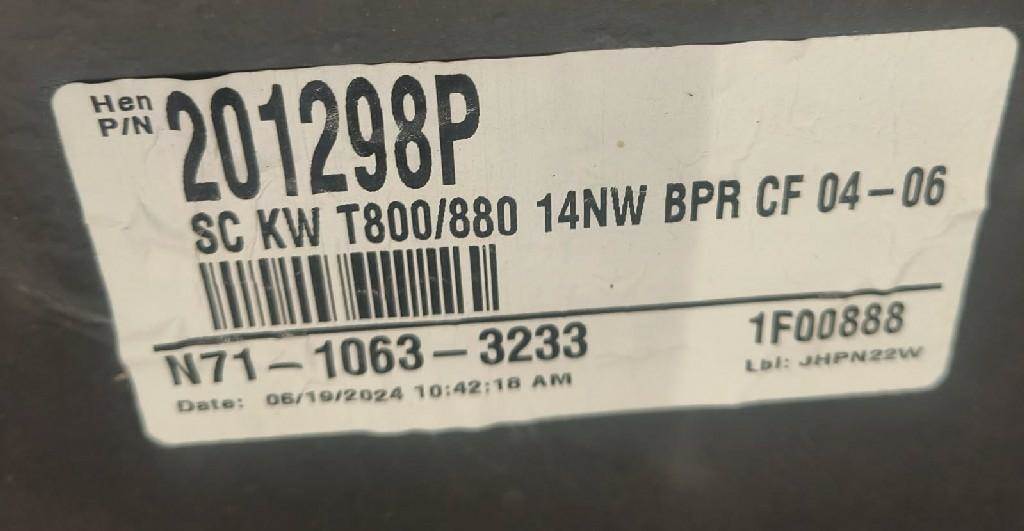 Hen
P/N 201298P
SC KW T800/880 14NW BPR CF 04-06
N71-1063-3233 1F00888
Date: 06/19/2024 10:42:18 AM Lbl: JHPN22W